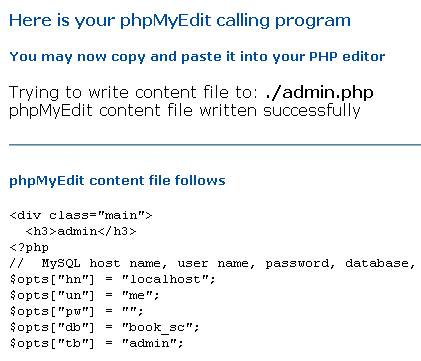 Here is your phpMyEdit calling program
You may now copy and paste it into your PHP editor
Trying to write content file to: ./admin.php
phpMyEdit content file written successfully
phpMyEdit content file follows
<div class="main">
  <h3>admin</h3>
<?php
//  MySQL host name, user name, password, database,
$opts["hn"] = "localhost";
$opts["un"] = "me";
$opts["pw"] = "";
$opts["db"] = "book_sc";
$opts["tb"] = "admin";